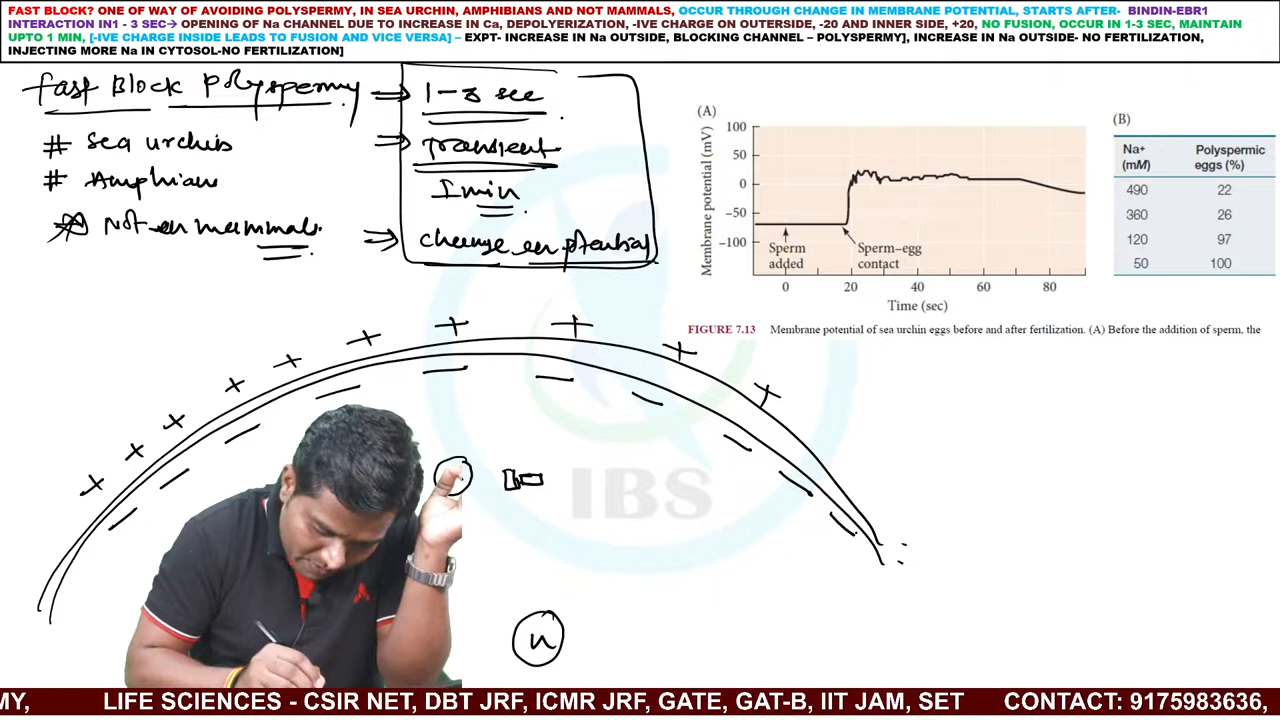 FAST BLOCK? ONE OF WAY OF AVOIDING POLYSPERMY, IN SEA URCHIN, AMPHIBIANS AND NOT MAMMALS, OCCUR THROUGH CHANGE IN MEMBRANE POTENTIAL, STARTS AFTER- BINDIN-EBR1
INTERACTION IN1 - 3 SEC→ OPENING OF Na CHANNEL DUE TO INCREASE IN Ca, DEPOLYERIZATION, -IVE CHARGE ON OUTERSIDE, -20 AND INNER SIDE, +20, NO FUSION, OCCUR IN 1-3 SEC, MAINTAIN
UPTO 1 MIN, [-IVE CHARGE INSIDE LEADS TO FUSION AND VICE VERSA] – EXPT- INCREASE IN Na OUTSIDE, BLOCKING CHANNEL – POLYSPERMY], INCREASE IN Na OUTSIDE- NO FERTILIZATION,
INJECTING MORE Na IN CYTOSOL-NO FERTILIZATION]
fast Block polyspermy ⇒ 1-3 sec
# Sea urchin ⇒ transient
# Amphian
1 min
Not in mammals.
⇒ change in potential
(A)
Membrane potential (mV)
100
50
0
−50
−100
Sperm added
Sperm–egg contact
0 20 40 60 80
Time (sec)
(B)
Na+ (mM) Polyspermic eggs (%)
490 22
360 26
120 97
50 100
FIGURE 7.13 Membrane potential of sea urchin eggs before and after fertilization. (A) Before the addition of sperm, the
+ + + + + + + + + + +
IBS
n
MY, LIFE SCIENCES - CSIR NET, DBT JRF, ICMR JRF, GATE, GAT-B, IIT JAM, SET CONTACT: 9175983636,